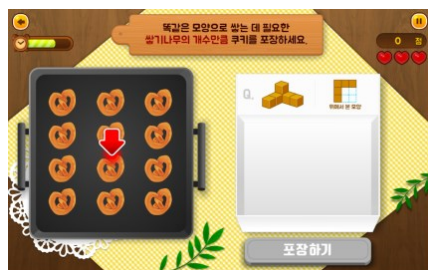 똑같은 모양으로 쌓는 데 필요한
쌓기나무의 개수만큼 쿠키를 포장하세요.
0 점
Q.
위에서 본 모양
포장하기